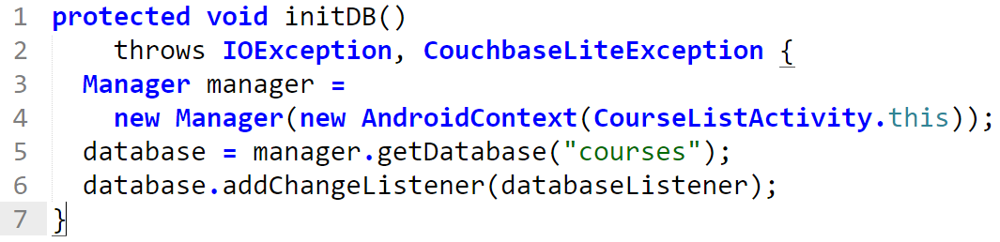 1 protected void initDB()
2     throws IOException, CouchbaseLiteException {
3   Manager manager =
4     new Manager(new AndroidContext(CourseListActivity.this));
5   database = manager.getDatabase("courses");
6   database.addChangeListener(databaseListener);
7 }